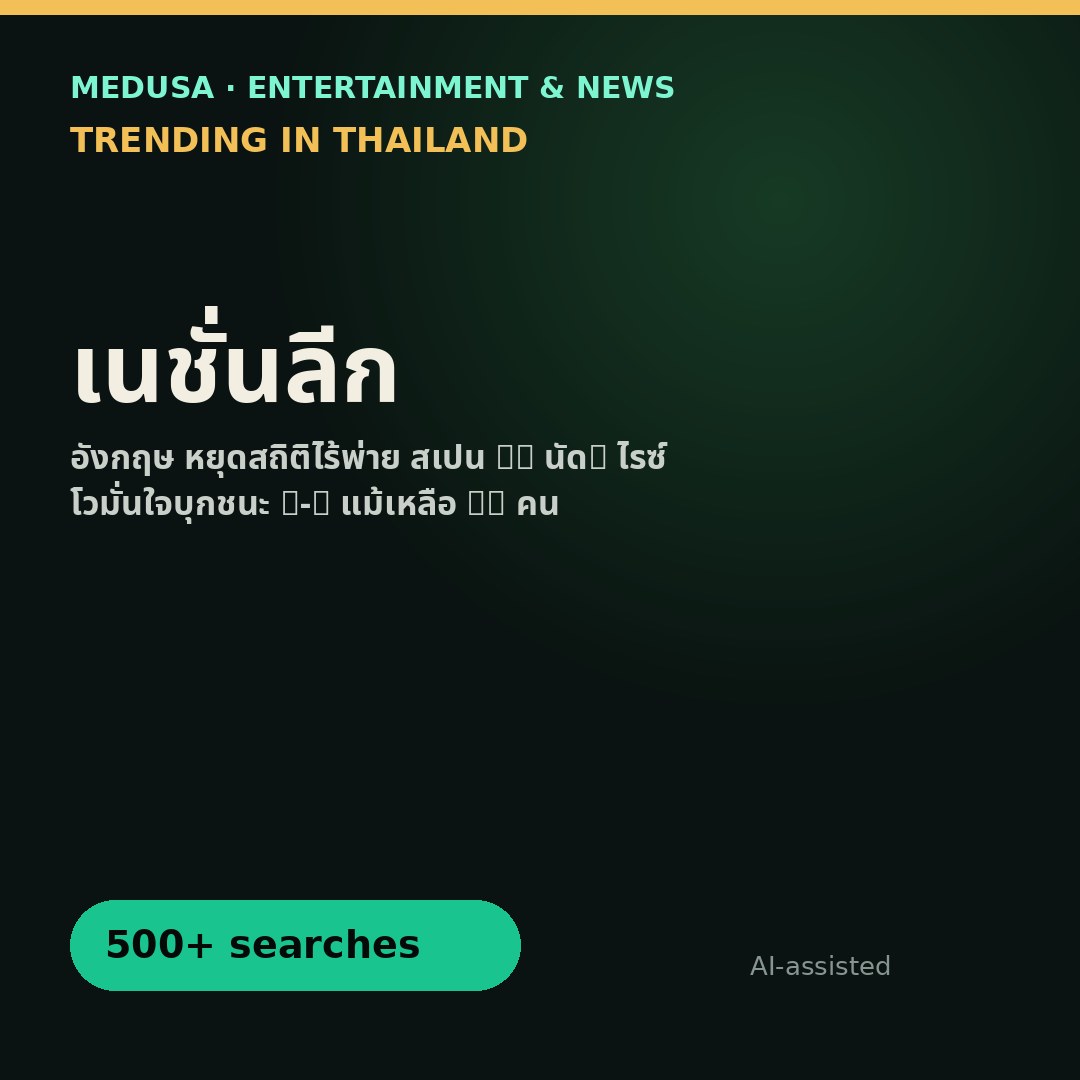 MEDUSA · ENTERTAINMENT & NEWS
TRENDING IN THAILAND
เนชั่นลีก
อังกฤษ หยุดสถิติไร้พ่าย สเปน นัด ไรซ์
โวมั่นใจบุกชนะ - แม้เหลือ คน
500+ searches
AI-assisted